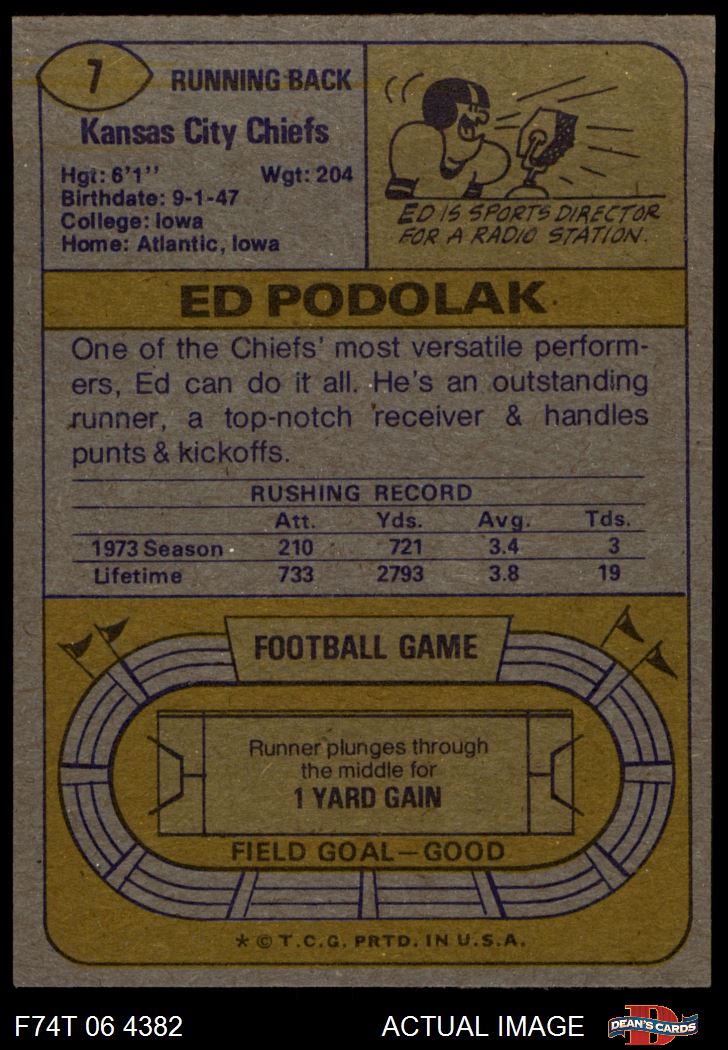 7
RUNNING BACK
Kansas City Chiefs
Hgt: 6'1'' Wgt: 204
Birthdate: 9-1-47
College: Iowa
Home: Atlantic, Iowa
ED IS SPORTS DIRECTOR
FOR A RADIO STATION.
ED PODOLAK
One of the Chiefs' most versatile perform-
ers, Ed can do it all. He's an outstanding
runner, a top-notch receiver & handles
punts & kickoffs.
RUSHING RECORD
Att. Yds. Avg. Tds.
1973 Season 210 721 3.4 3
Lifetime 733 2793 3.8 19
FOOTBALL GAME
Runner plunges through
the middle for
1 YARD GAIN
FIELD GOAL—GOOD
* © T.C.G. PRTD. IN U.S.A.
F74T 06 4382 ACTUAL IMAGE
D
DEAN'S CARDS